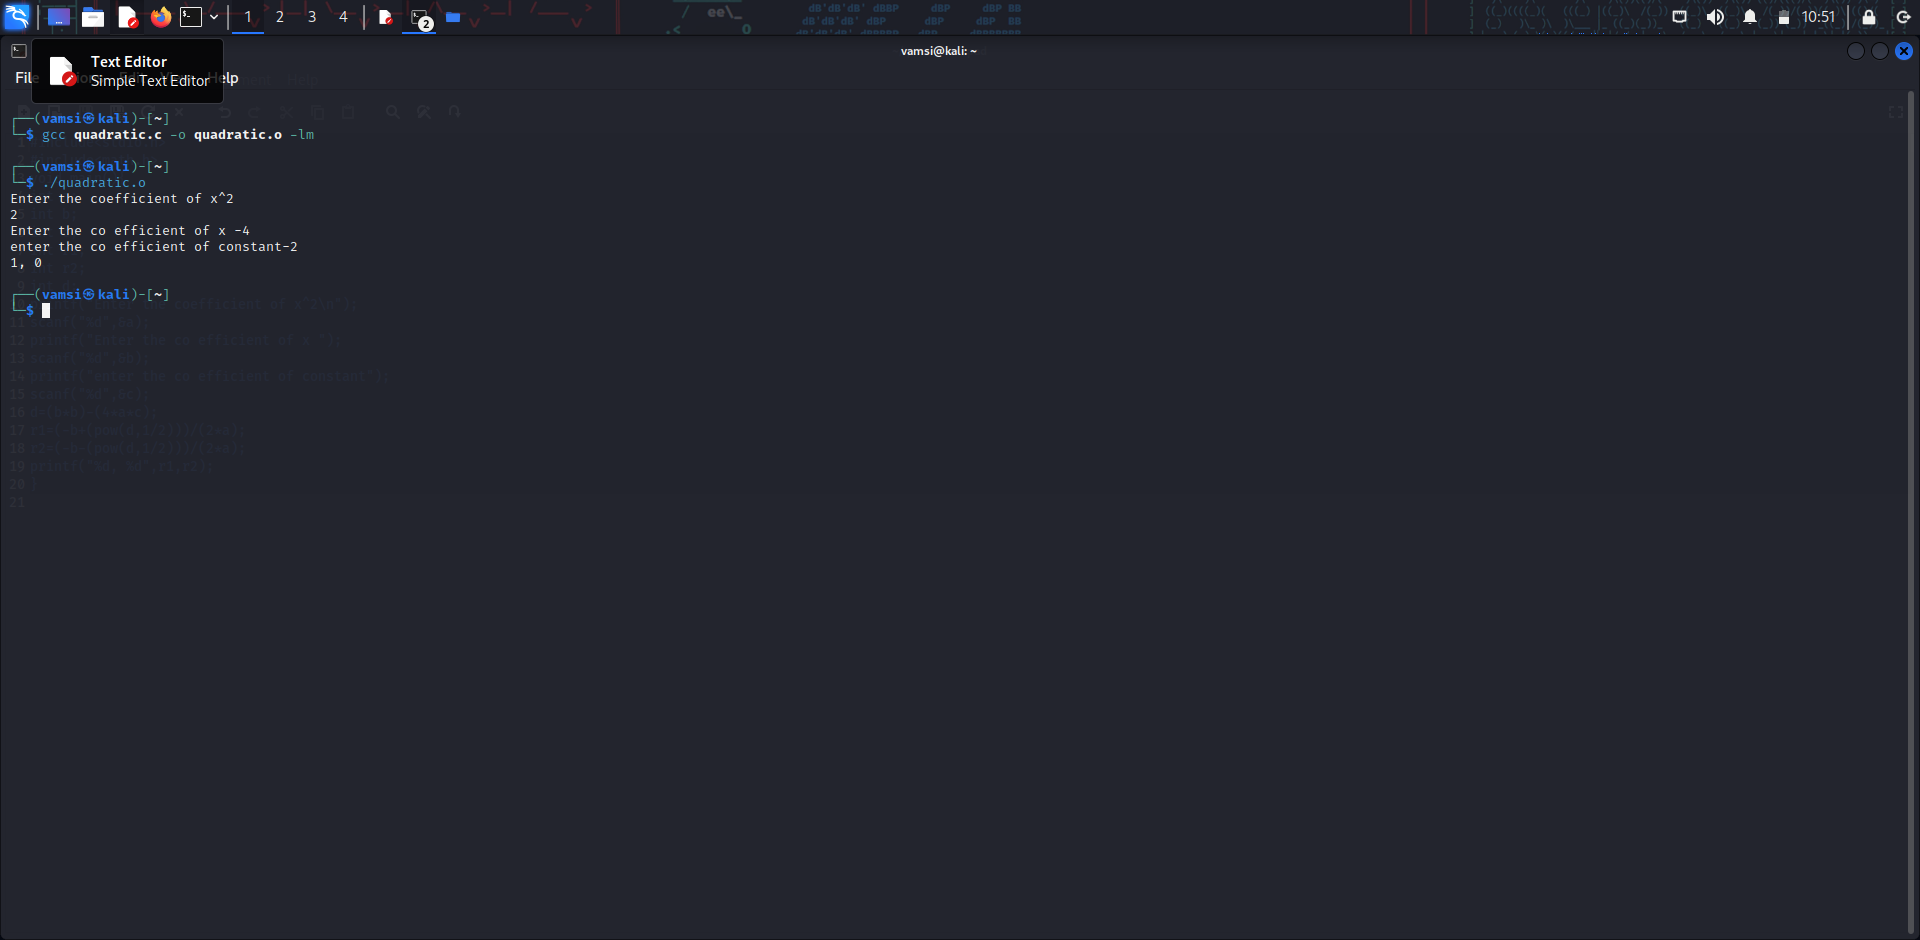 1 2 3 4 2 10:51
vamsi@kali: ~
Text Editor
Simple Text Editor
File Help
┌──(vamsi㉿kali)-[~]
└─$ gcc quadratic.c -o quadratic.o -lm
┌──(vamsi㉿kali)-[~]
└─$ ./quadratic.o
Enter the coefficient of x^2
2
Enter the co efficient of x -4
enter the co efficient of constant-2
1, 0
┌──(vamsi㉿kali)-[~]
└─$
11 scanf("%d",&a);
12 printf("Enter the co efficient of x ");
13 scanf("%d",&b);
14 printf("enter the co efficient of constant");
15 scanf("%d",&c);
16 d=(b*b)-(4*a*c);
17 r1=(-b+(pow(d,1/2)))/(2*a);
18 r2=(-b-(pow(d,1/2)))/(2*a);
19 printf("%d, %d",r1,r2);
20
21